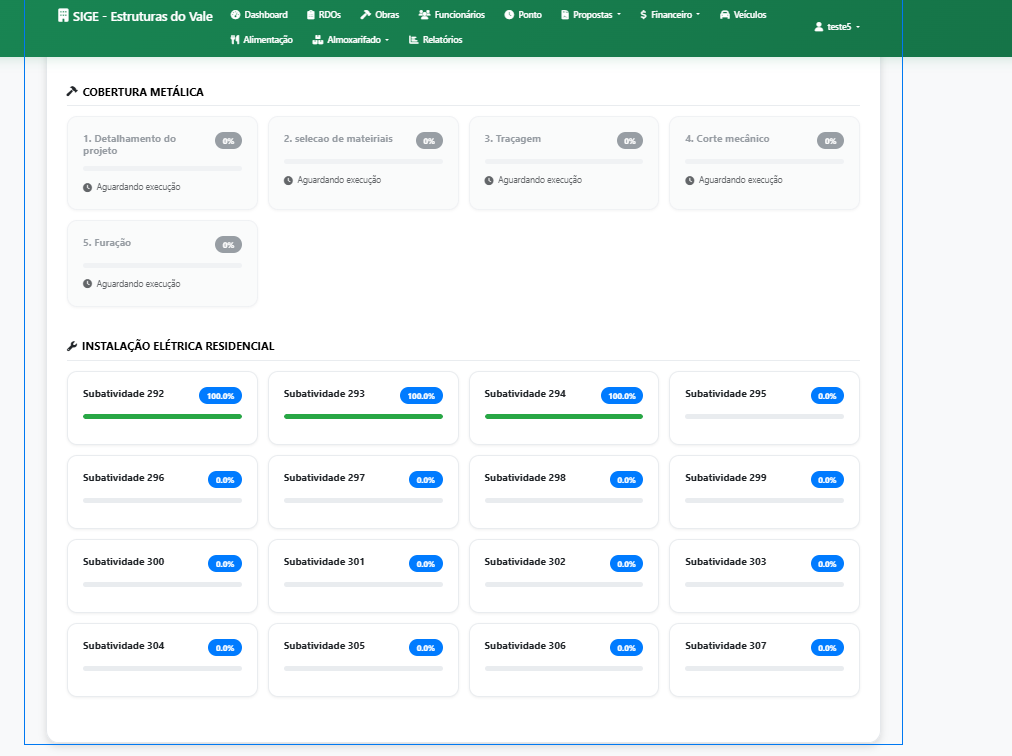 SIGE - Estruturas do Vale
Dashboard RDOs Obras Funcionários Ponto Propostas Financeiro Veículos
Alimentação Almoxarifado Relatórios
teste5
COBERTURA METÁLICA
1. Detalhamento do projeto 0%
Aguardando execução
2. selecao de mateiriais 0%
Aguardando execução
3. Traçagem 0%
Aguardando execução
4. Corte mecânico 0%
Aguardando execução
5. Furação 0%
Aguardando execução
INSTALAÇÃO ELÉTRICA RESIDENCIAL
Subatividade 292 100.0%
Subatividade 293 100.0%
Subatividade 294 100.0%
Subatividade 295 0.0%
Subatividade 296 0.0%
Subatividade 297 0.0%
Subatividade 298 0.0%
Subatividade 299 0.0%
Subatividade 300 0.0%
Subatividade 301 0.0%
Subatividade 302 0.0%
Subatividade 303 0.0%
Subatividade 304 0.0%
Subatividade 305 0.0%
Subatividade 306 0.0%
Subatividade 307 0.0%